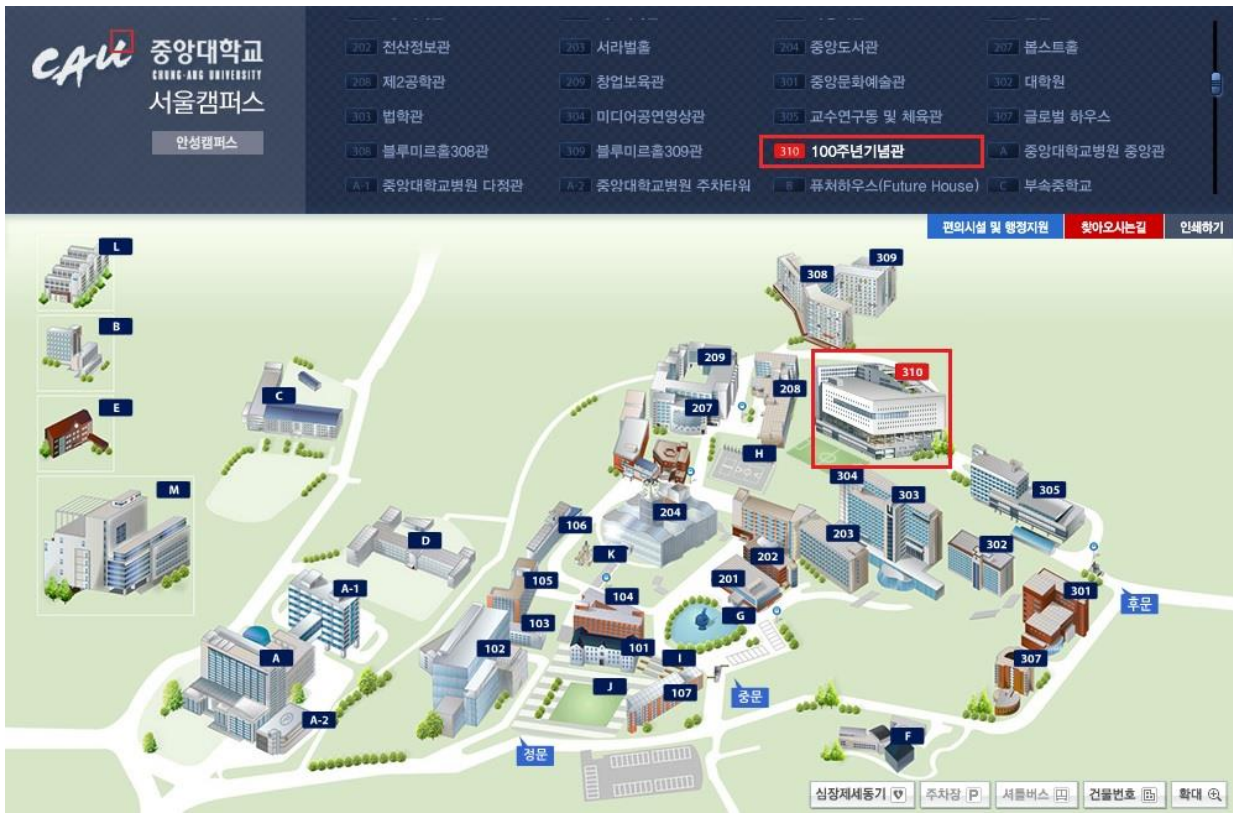 CAU 중앙대학교
CHUNG-ANG UNIVERSITY
서울캠퍼스
안성캠퍼스
202 전산정보관 203 서라벌홀 204 중앙도서관 207 봅스트홀
208 제2공학관 209 창업보육관 301 중앙문화예술관 302 대학원
303 법학관 304 미디어공연영상관 305 교수연구동 및 체육관 307 글로벌 하우스
308 블루미르홀308관 309 블루미르홀309관 310 100주년기념관 A 중앙대학교병원 중앙관
A-1 중앙대학교병원 다정관 A-2 중앙대학교병원 주차타워 B 퓨처하우스(Future House) C 부속중학교
편의시설 및 행정지원 찾아오시는길 인쇄하기
L
309
308
B
209
310
208
C
E
207
H
304
M
305
303
204
106
D
203
302
K
202
105
201
A-1
104
301
후문
G
103
101
102
A
I
307
J
107
중문
A-2
F
정문
심장제세동기 주차장 P 셔틀버스 건물번호 확대